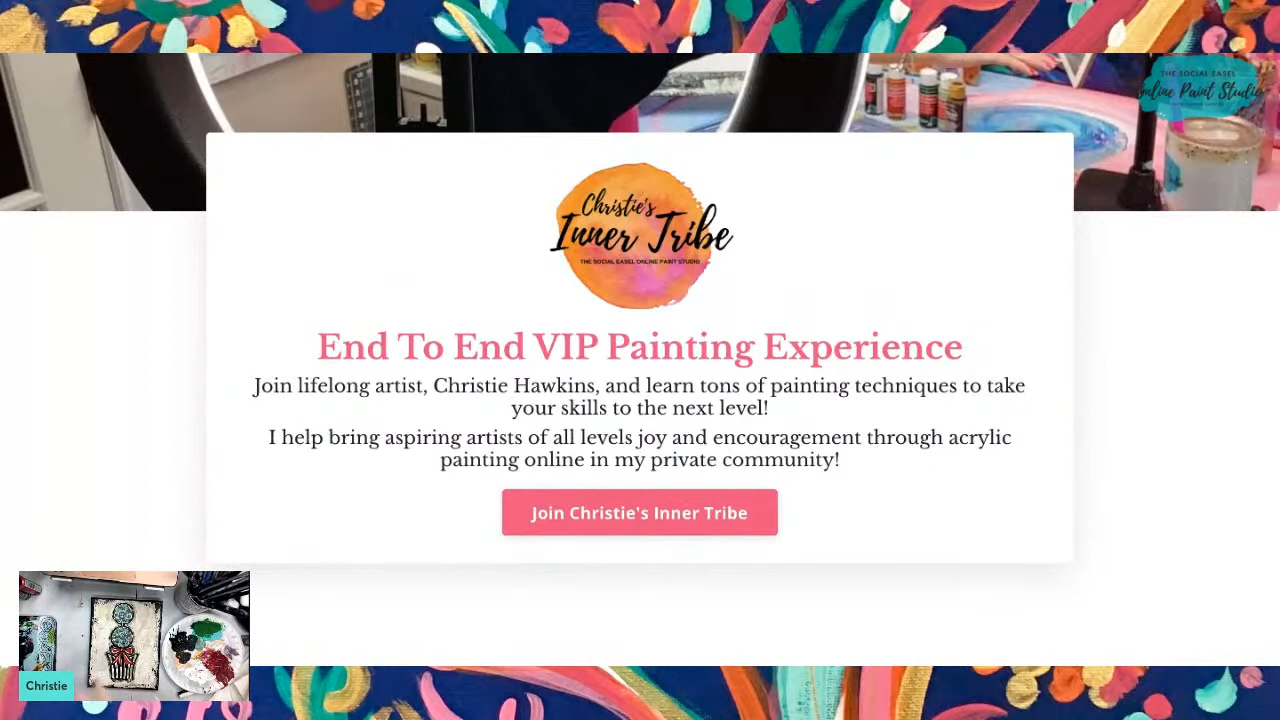 THE SOCIAL EASEL
Online Paint Studio
Christie's
Inner Tribe
THE SOCIAL EASEL ONLINE PAINT STUDIO
End To End VIP Painting Experience
Join lifelong artist, Christie Hawkins, and learn tons of painting techniques to take
your skills to the next level!
I help bring aspiring artists of all levels joy and encouragement through acrylic
painting online in my private community!
Join Christie's Inner Tribe
Christie